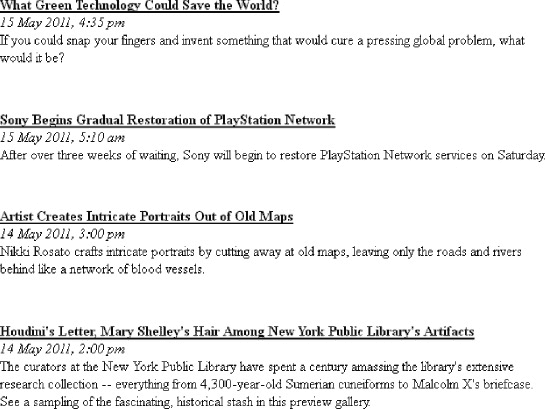 What Green Technology Could Save the World?
15 May 2011, 4:35 pm
If you could snap your fingers and invent something that would cure a pressing global problem, what
would it be?
Sony Begins Gradual Restoration of PlayStation Network
15 May 2011, 5:10 am
After over three weeks of waiting, Sony will begin to restore PlayStation Network services on Saturday.
Artist Creates Intricate Portraits Out of Old Maps
14 May 2011, 3:00 pm
Nikki Rosato crafts intricate portraits by cutting away at old maps, leaving only the roads and rivers
behind like a network of blood vessels.
Houdini's Letter, Mary Shelley's Hair Among New York Public Library's Artifacts
14 May 2011, 2:00 pm
The curators at the New York Public Library have spent a century amassing the library's extensive
research collection -- everything from 4,300-year-old Sumerian cuneiforms to Malcolm X's briefcase.
See a sampling of the fascinating, historical stash in this preview gallery.